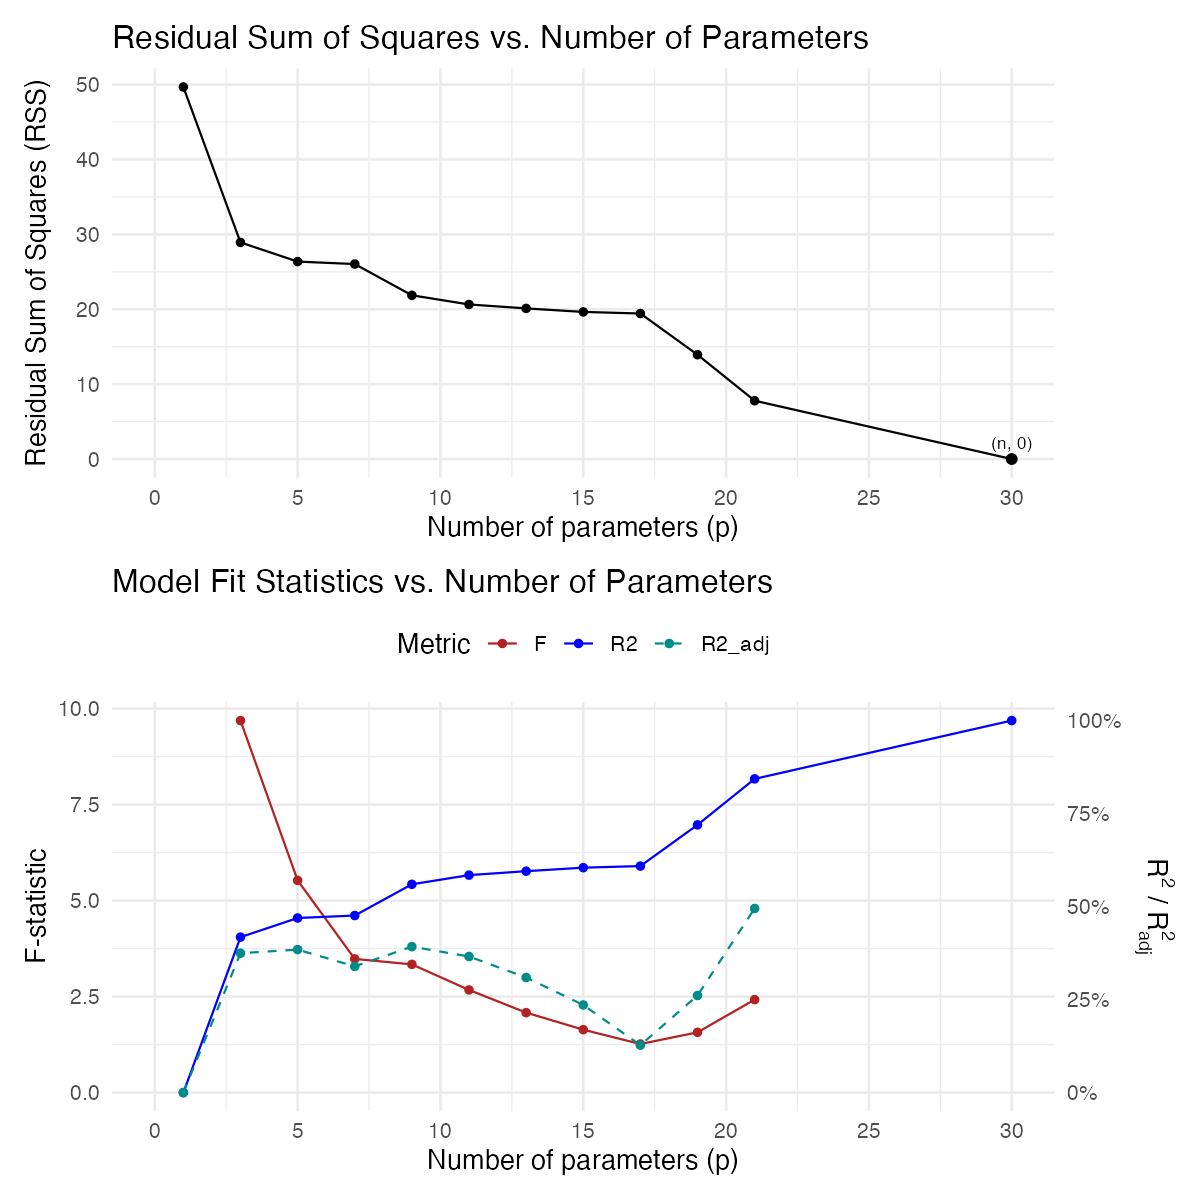 Residual Sum of Squares vs. Number of Parameters
Residual Sum of Squares (RSS)
50
40
30
20
10
0
(n, 0)
0 5 10 15 20 25 30
Number of parameters (p)
Model Fit Statistics vs. Number of Parameters
Metric F R2 R2_adj
F-statistic
10.0
7.5
5.0
2.5
0.0
100%
75%
50%
25%
0%
R² / R²adj
0 5 10 15 20 25 30
Number of parameters (p)